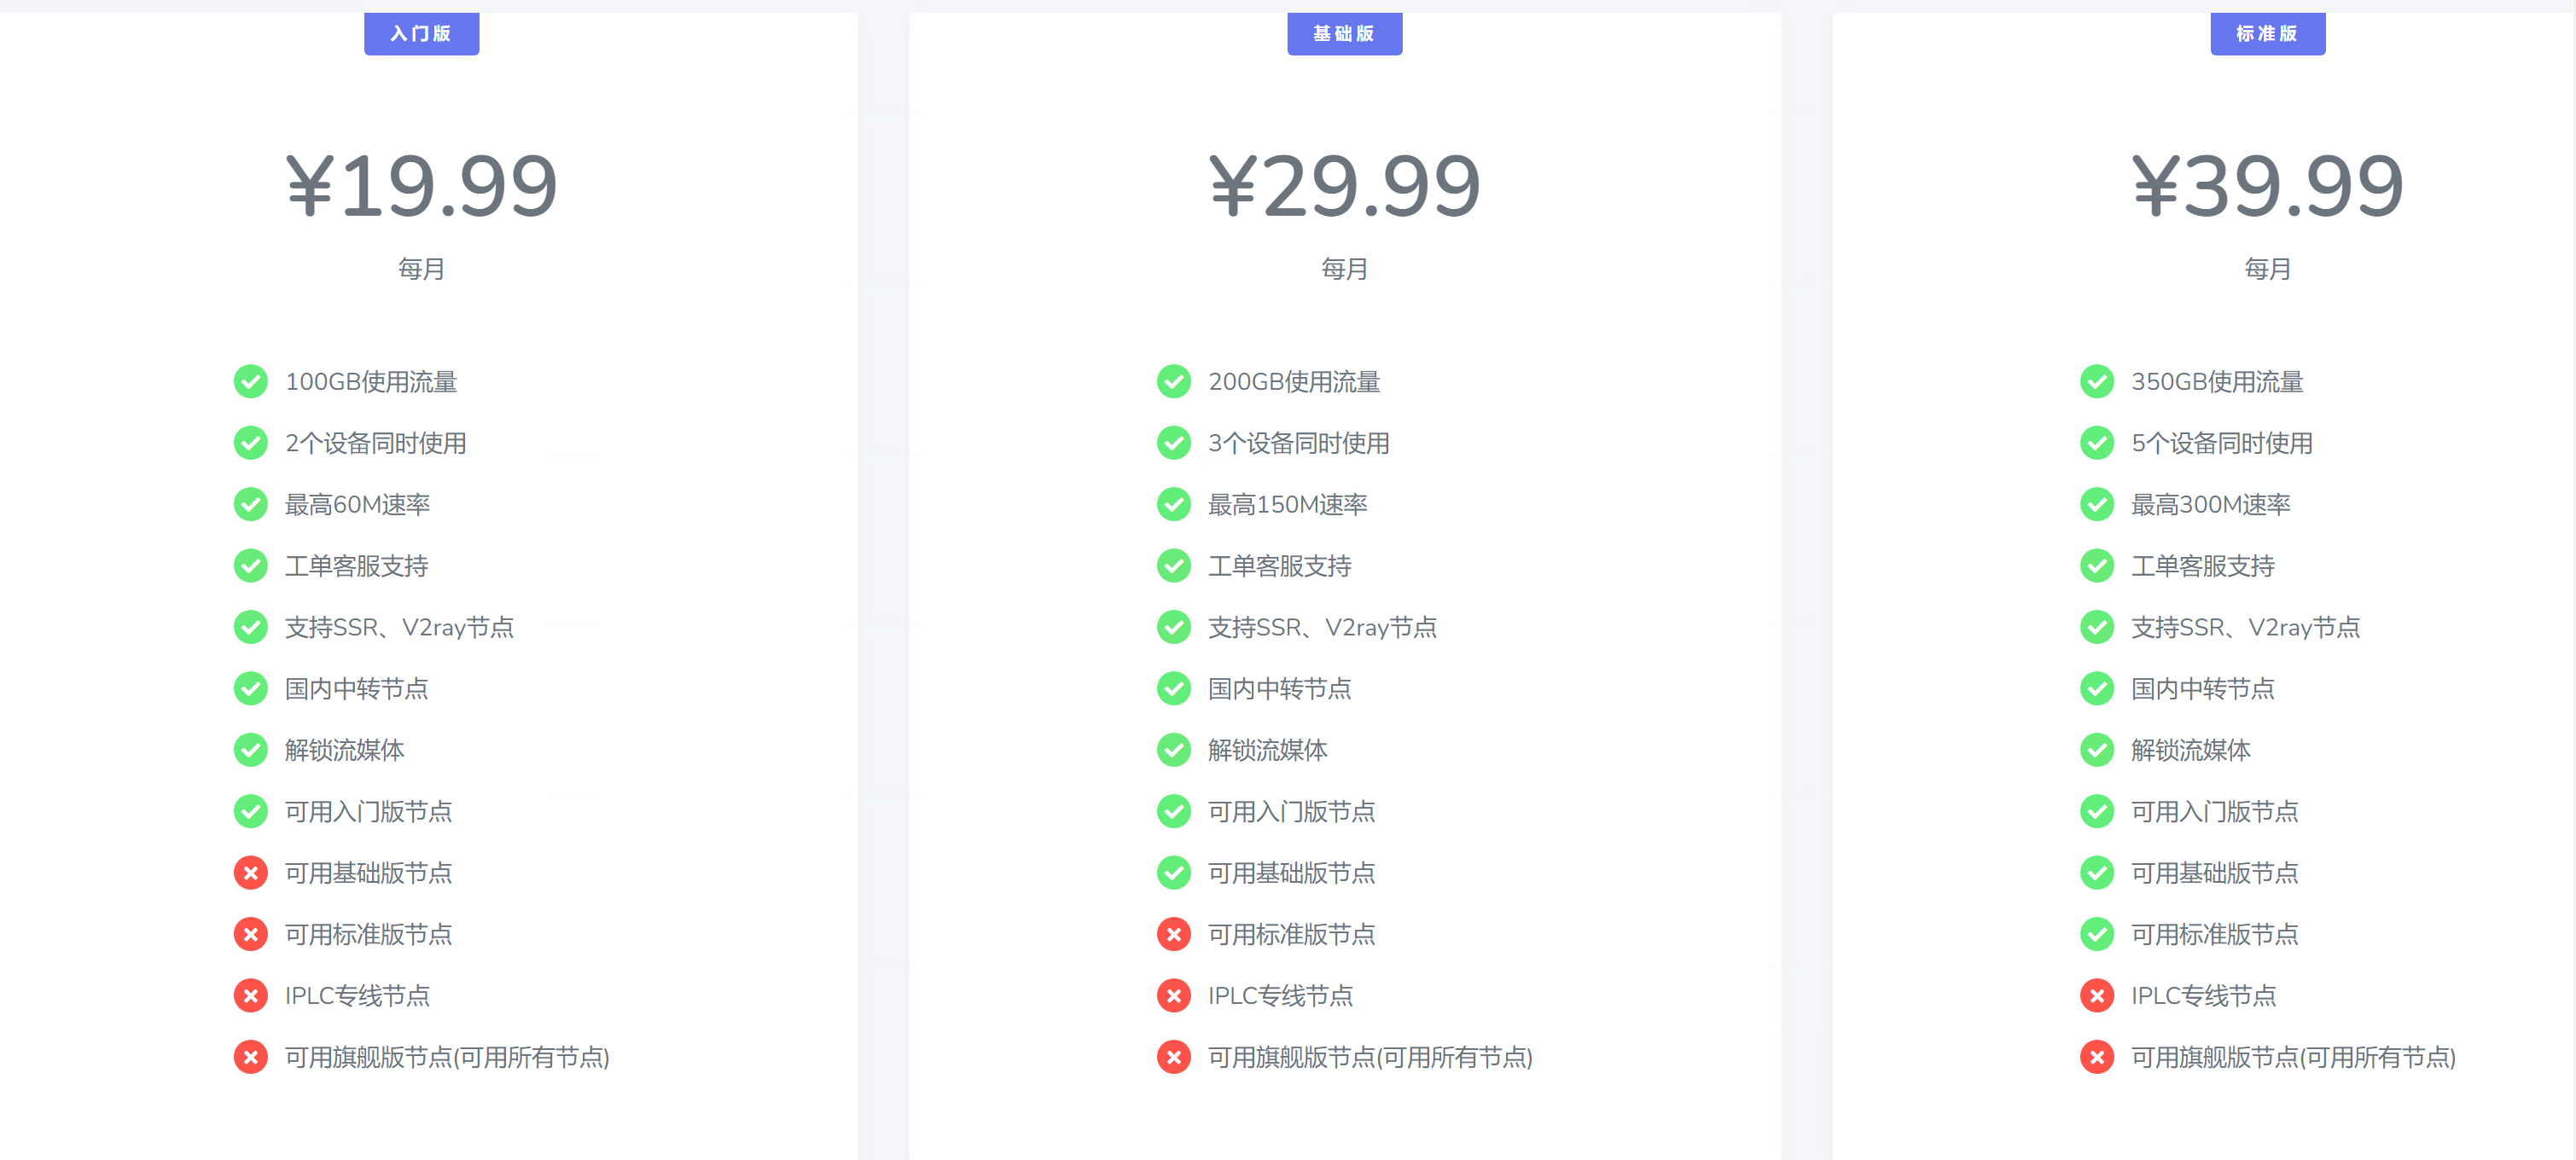 入门版
¥19.99
每月
100GB使用流量
2个设备同时使用
最高60M速率
工单客服支持
支持SSR、V2ray节点
国内中转节点
解锁流媒体
可用入门版节点
可用基础版节点
可用标准版节点
IPLC专线节点
可用旗舰版节点(可用所有节点)
基础版
¥29.99
每月
200GB使用流量
3个设备同时使用
最高150M速率
工单客服支持
支持SSR、V2ray节点
国内中转节点
解锁流媒体
可用入门版节点
可用基础版节点
可用标准版节点
IPLC专线节点
可用旗舰版节点(可用所有节点)
标准版
¥39.99
每月
350GB使用流量
5个设备同时使用
最高300M速率
工单客服支持
支持SSR、V2ray节点
国内中转节点
解锁流媒体
可用入门版节点
可用基础版节点
可用标准版节点
IPLC专线节点
可用旗舰版节点(可用所有节点)